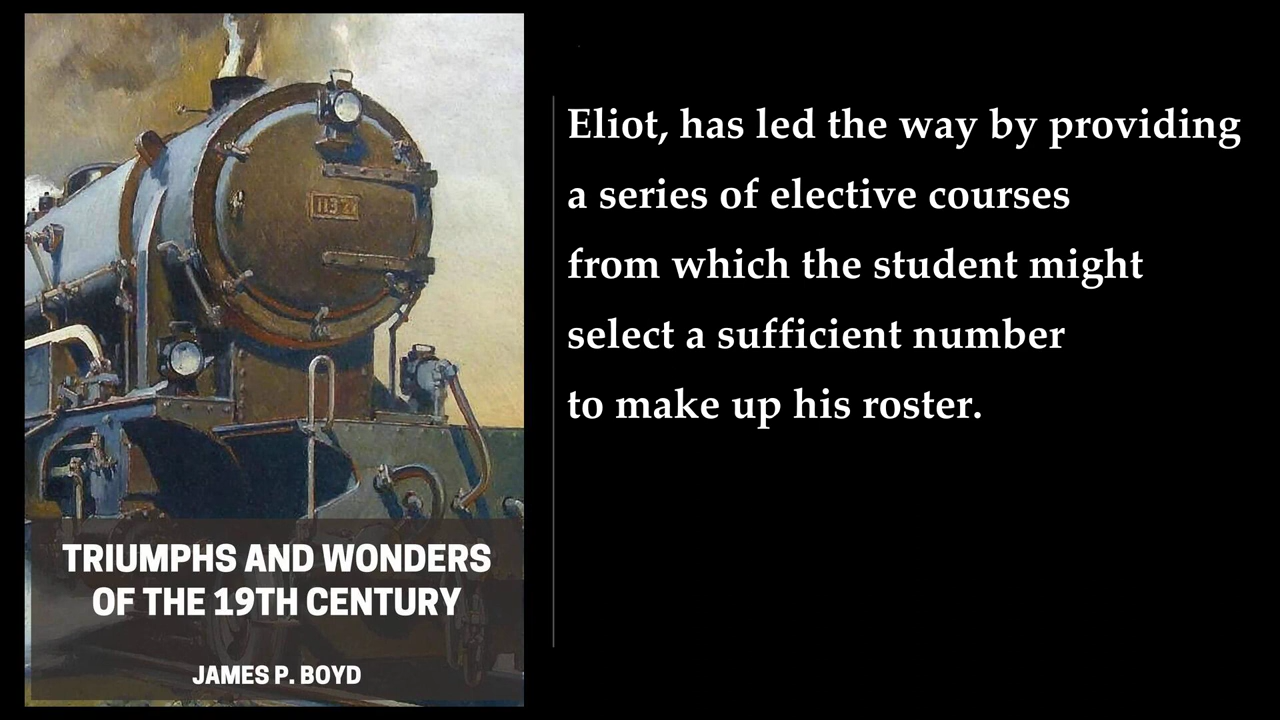 Eliot, has led the way by providing
a series of elective courses
from which the student might
select a sufficient number
to make up his roster.
TRIUMPHS AND WONDERS
OF THE 19TH CENTURY
JAMES P. BOYD